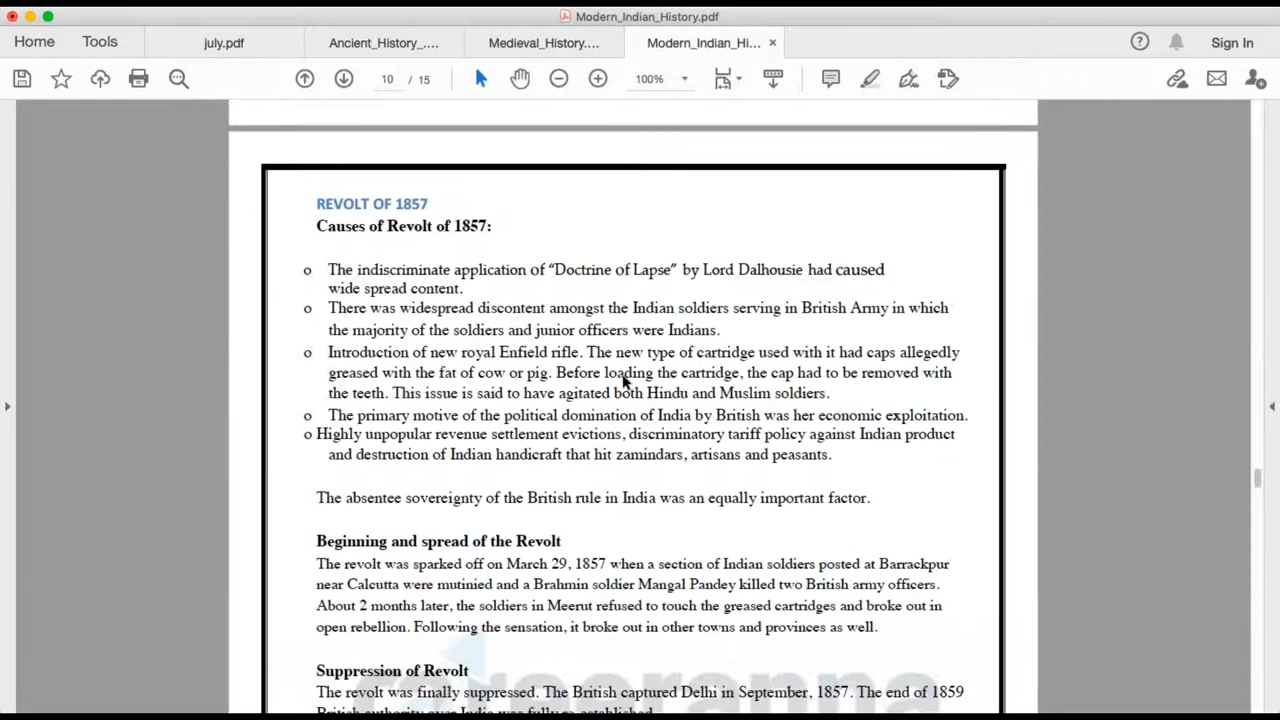 Modern_Indian_History.pdf
Home Tools july.pdf Ancient_History_.... Medieval_History.... Modern_Indian_Hi... × Sign In
10 / 15 100%
REVOLT OF 1857
Causes of Revolt of 1857:
o The indiscriminate application of “Doctrine of Lapse” by Lord Dalhousie had caused
wide spread content.
o There was widespread discontent amongst the Indian soldiers serving in British Army in which
the majority of the soldiers and junior officers were Indians.
o Introduction of new royal Enfield rifle. The new type of cartridge used with it had caps allegedly
greased with the fat of cow or pig. Before loading the cartridge, the cap had to be removed with
the teeth. This issue is said to have agitated both Hindu and Muslim soldiers.
o The primary motive of the political domination of India by British was her economic exploitation.
o Highly unpopular revenue settlement evictions, discriminatory tariff policy against Indian product
and destruction of Indian handicraft that hit zamindars, artisans and peasants.
The absentee sovereignty of the British rule in India was an equally important factor.
Beginning and spread of the Revolt
The revolt was sparked off on March 29, 1857 when a section of Indian soldiers posted at Barrackpur
near Calcutta were mutinied and a Brahmin soldier Mangal Pandey killed two British army officers.
About 2 months later, the soldiers in Meerut refused to touch the greased cartridges and broke out in
open rebellion. Following the sensation, it broke out in other towns and provinces as well.
Suppression of Revolt
The revolt was finally suppressed. The British captured Delhi in September, 1857. The end of 1859
British authority over India was fully re-established.